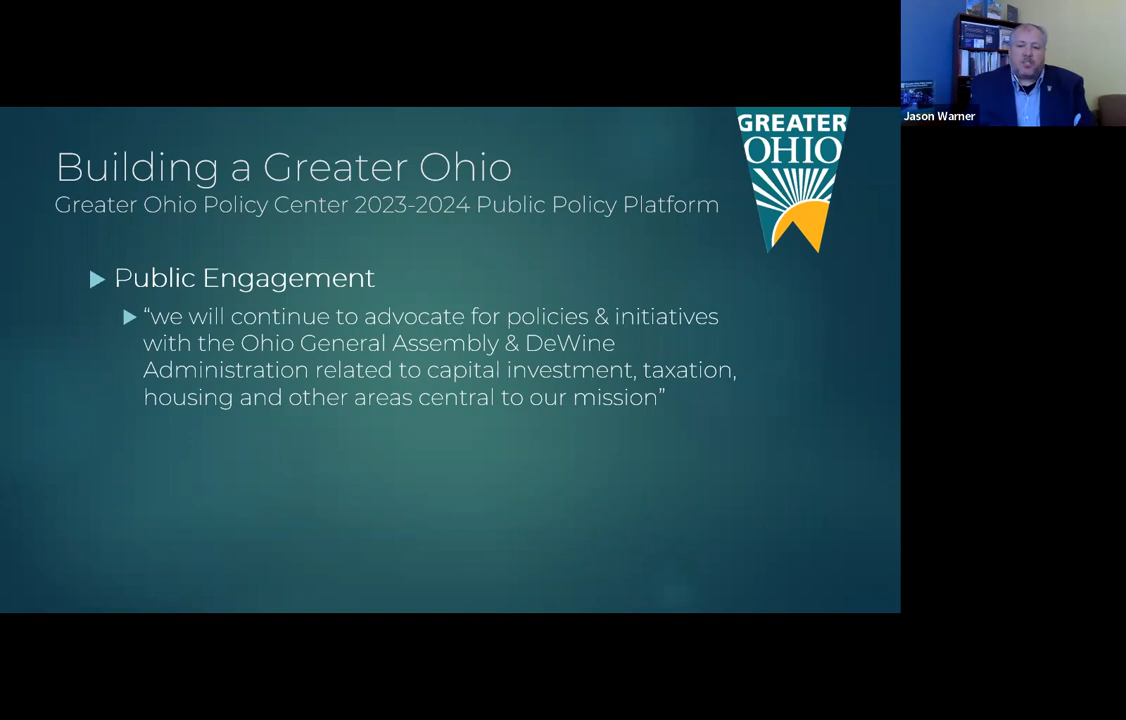 Jason Warner
GREATER
OHIO
Building a Greater Ohio
Greater Ohio Policy Center 2023-2024 Public Policy Platform
Public Engagement
“we will continue to advocate for policies & initiatives
with the Ohio General Assembly & DeWine
Administration related to capital investment, taxation,
housing and other areas central to our mission”